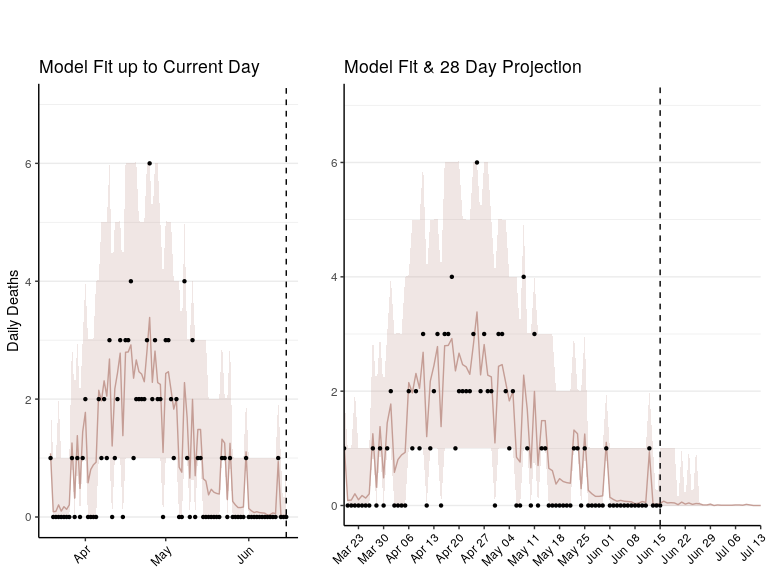 Model Fit up to Current Day
Model Fit & 28 Day Projection
Daily Deaths
6
4
2
0
Apr
May
Jun
6
4
2
0
Mar 23
Mar 30
Apr 06
Apr 13
Apr 20
Apr 27
May 04
May 11
May 18
May 25
Jun 01
Jun 08
Jun 15
Jun 22
Jun 29
Jul 06
Jul 13